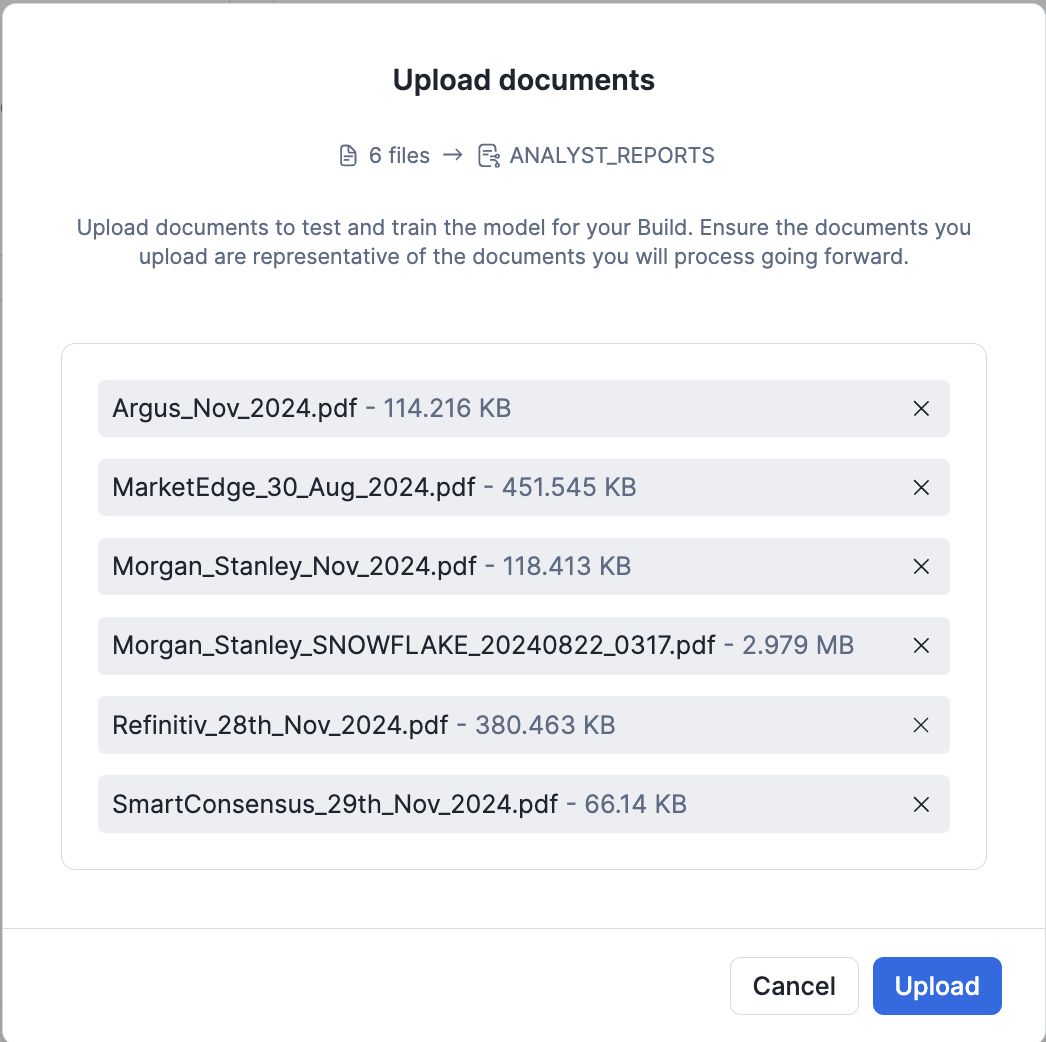 Upload documents
6 files → ANALYST_REPORTS
Upload documents to test and train the model for your Build. Ensure the documents you
upload are representative of the documents you will process going forward.
Argus_Nov_2024.pdf - 114.216 KB
MarketEdge_30_Aug_2024.pdf - 451.545 KB
Morgan_Stanley_Nov_2024.pdf - 118.413 KB
Morgan_Stanley_SNOWFLAKE_20240822_0317.pdf - 2.979 MB
Refinitiv_28th_Nov_2024.pdf - 380.463 KB
SmartConsensus_29th_Nov_2024.pdf - 66.14 KB
Cancel Upload